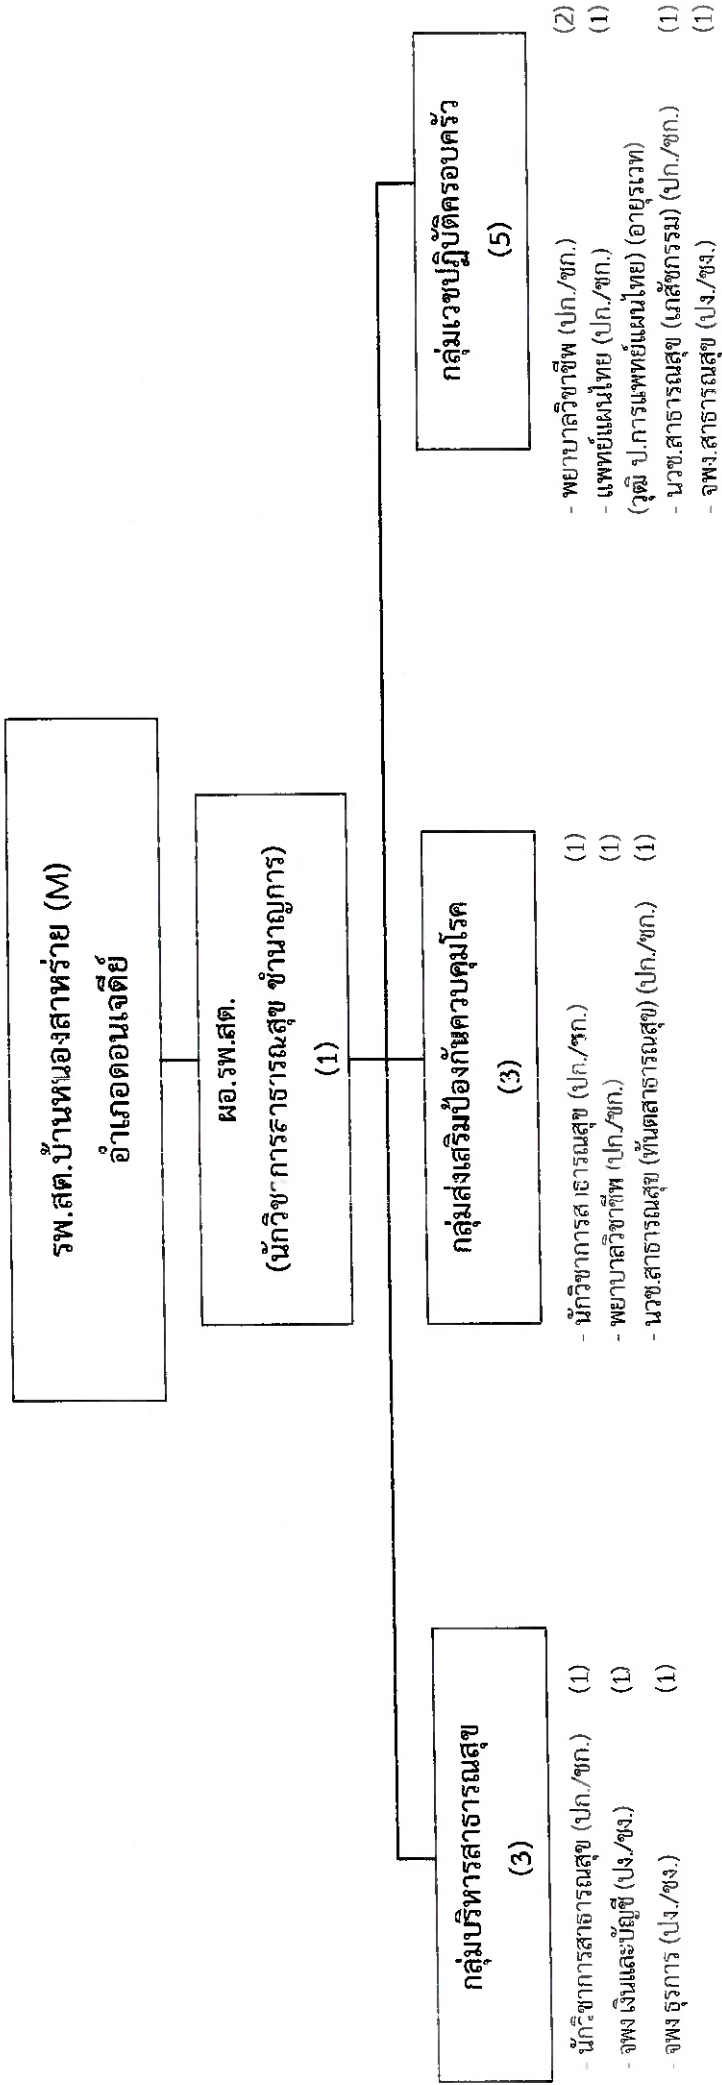 รพ.สต.บ้านหนองสาหร่าย (M)
อำเภอดอนเจดีย์
ผอ.รพ.สต.
(นักวิชาการสาธารณสุข ชำนาญการ)
(1)
กลุ่มบริหารสาธารณสุข
(3)
- นักวิชาการสาธารณสุข (ปก./ชก.) (1)
- จพง เงินและบัญชี (ปง./ชง.) (1)
- จพง ธุรการ (ปง./ชง.) (1)
กลุ่มส่งเสริมป้องกันควบคุมโรค
(3)
- นักวิชาการสาธารณสุข (ปก./ชก.) (1)
- พยาบาลวิชาชีพ (ปก./ชก.) (1)
- นวช.สาธารณสุข (ทันตสาธารณสุข) (ปก./ชก.) (1)
กลุ่มเวชปฏิบัติครอบครัว
(5)
- พยาบาลวิชาชีพ (ปก./ชก.) (2)
- แพทย์แผนไทย (ปก./ชก.) (1)
(วุฒิ ป.การแพทย์แผนไทย) (อายุรเวท)
- นวช.สาธารณสุข (เภสัชกรรม) (ปก./ชก.) (1)
- จพง.สาธารณสุข (ปง./ชง.) (1)